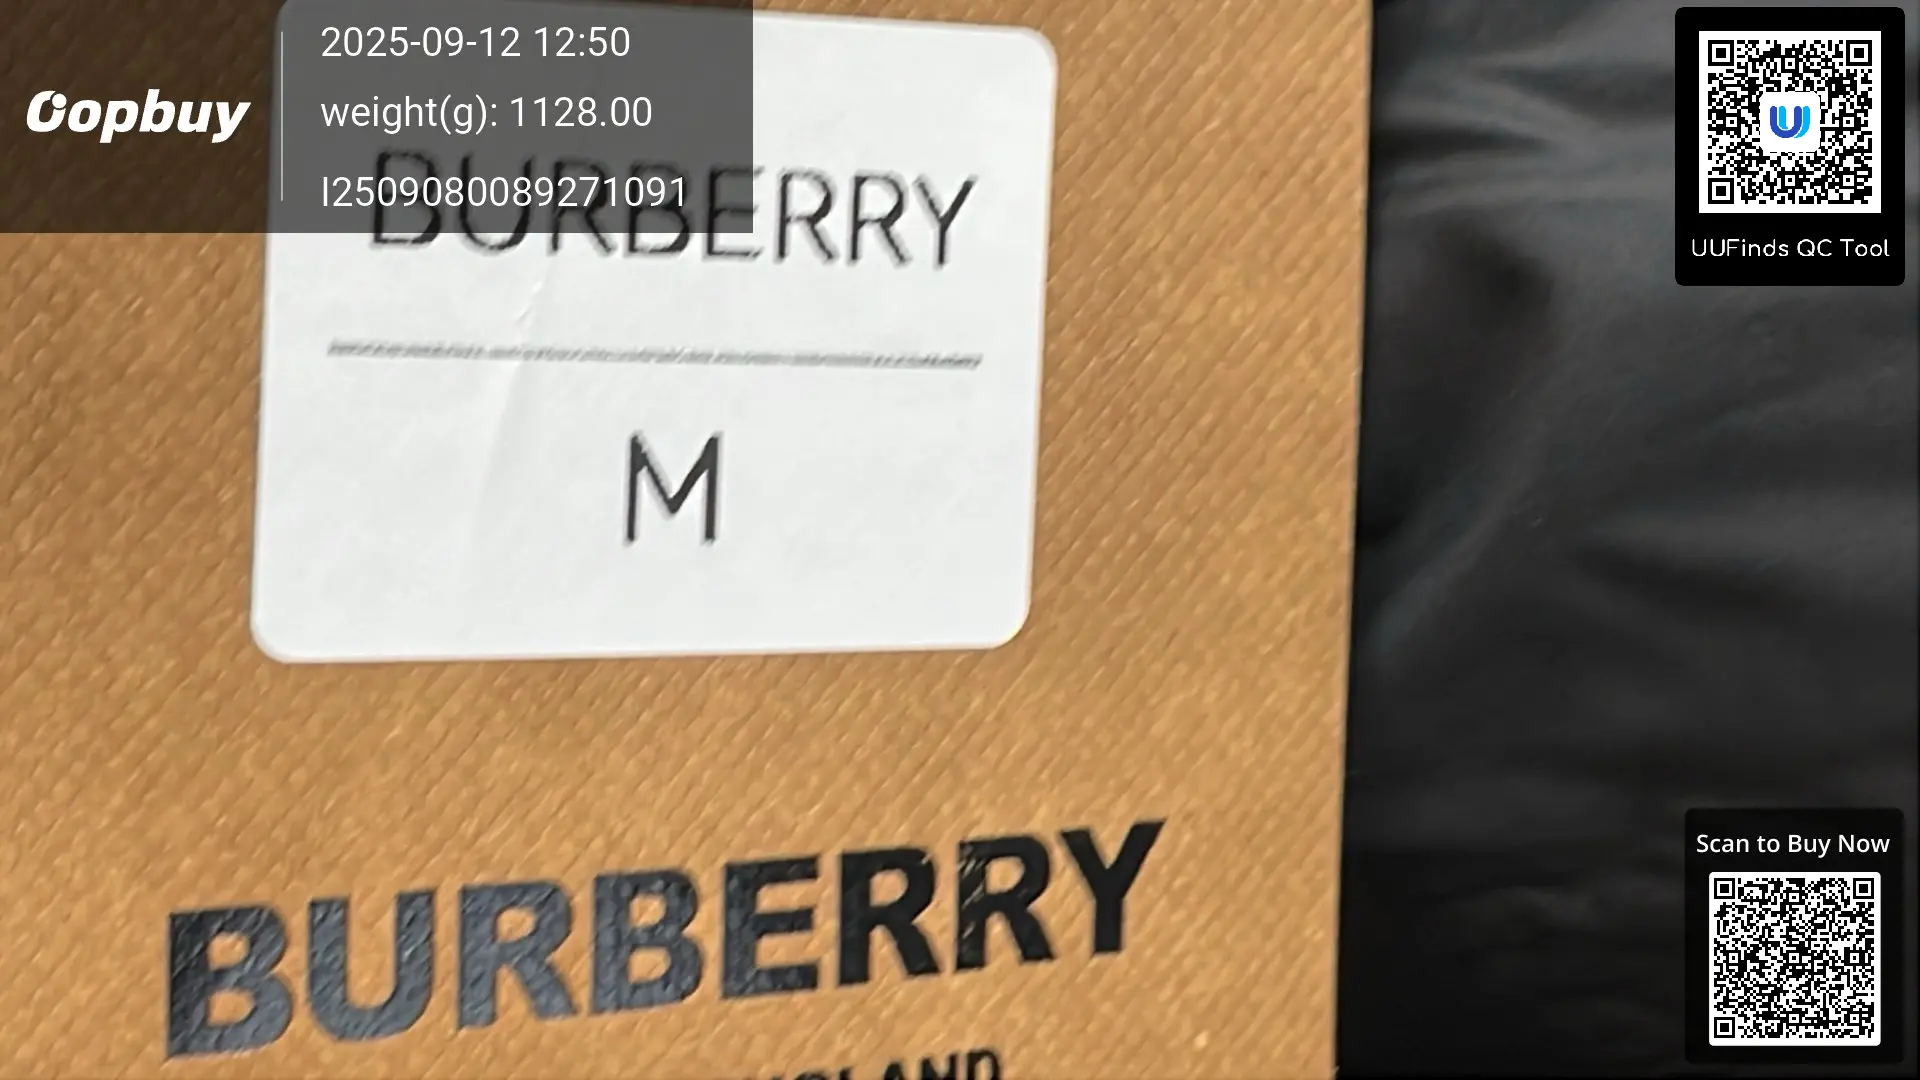 2025-09-12 12:50
Oopbuy
weight(g): 1128.00
I2509080089271091
UUFinds QC Tool
BURBERRY
M
Scan to Buy Now
BURBERRY